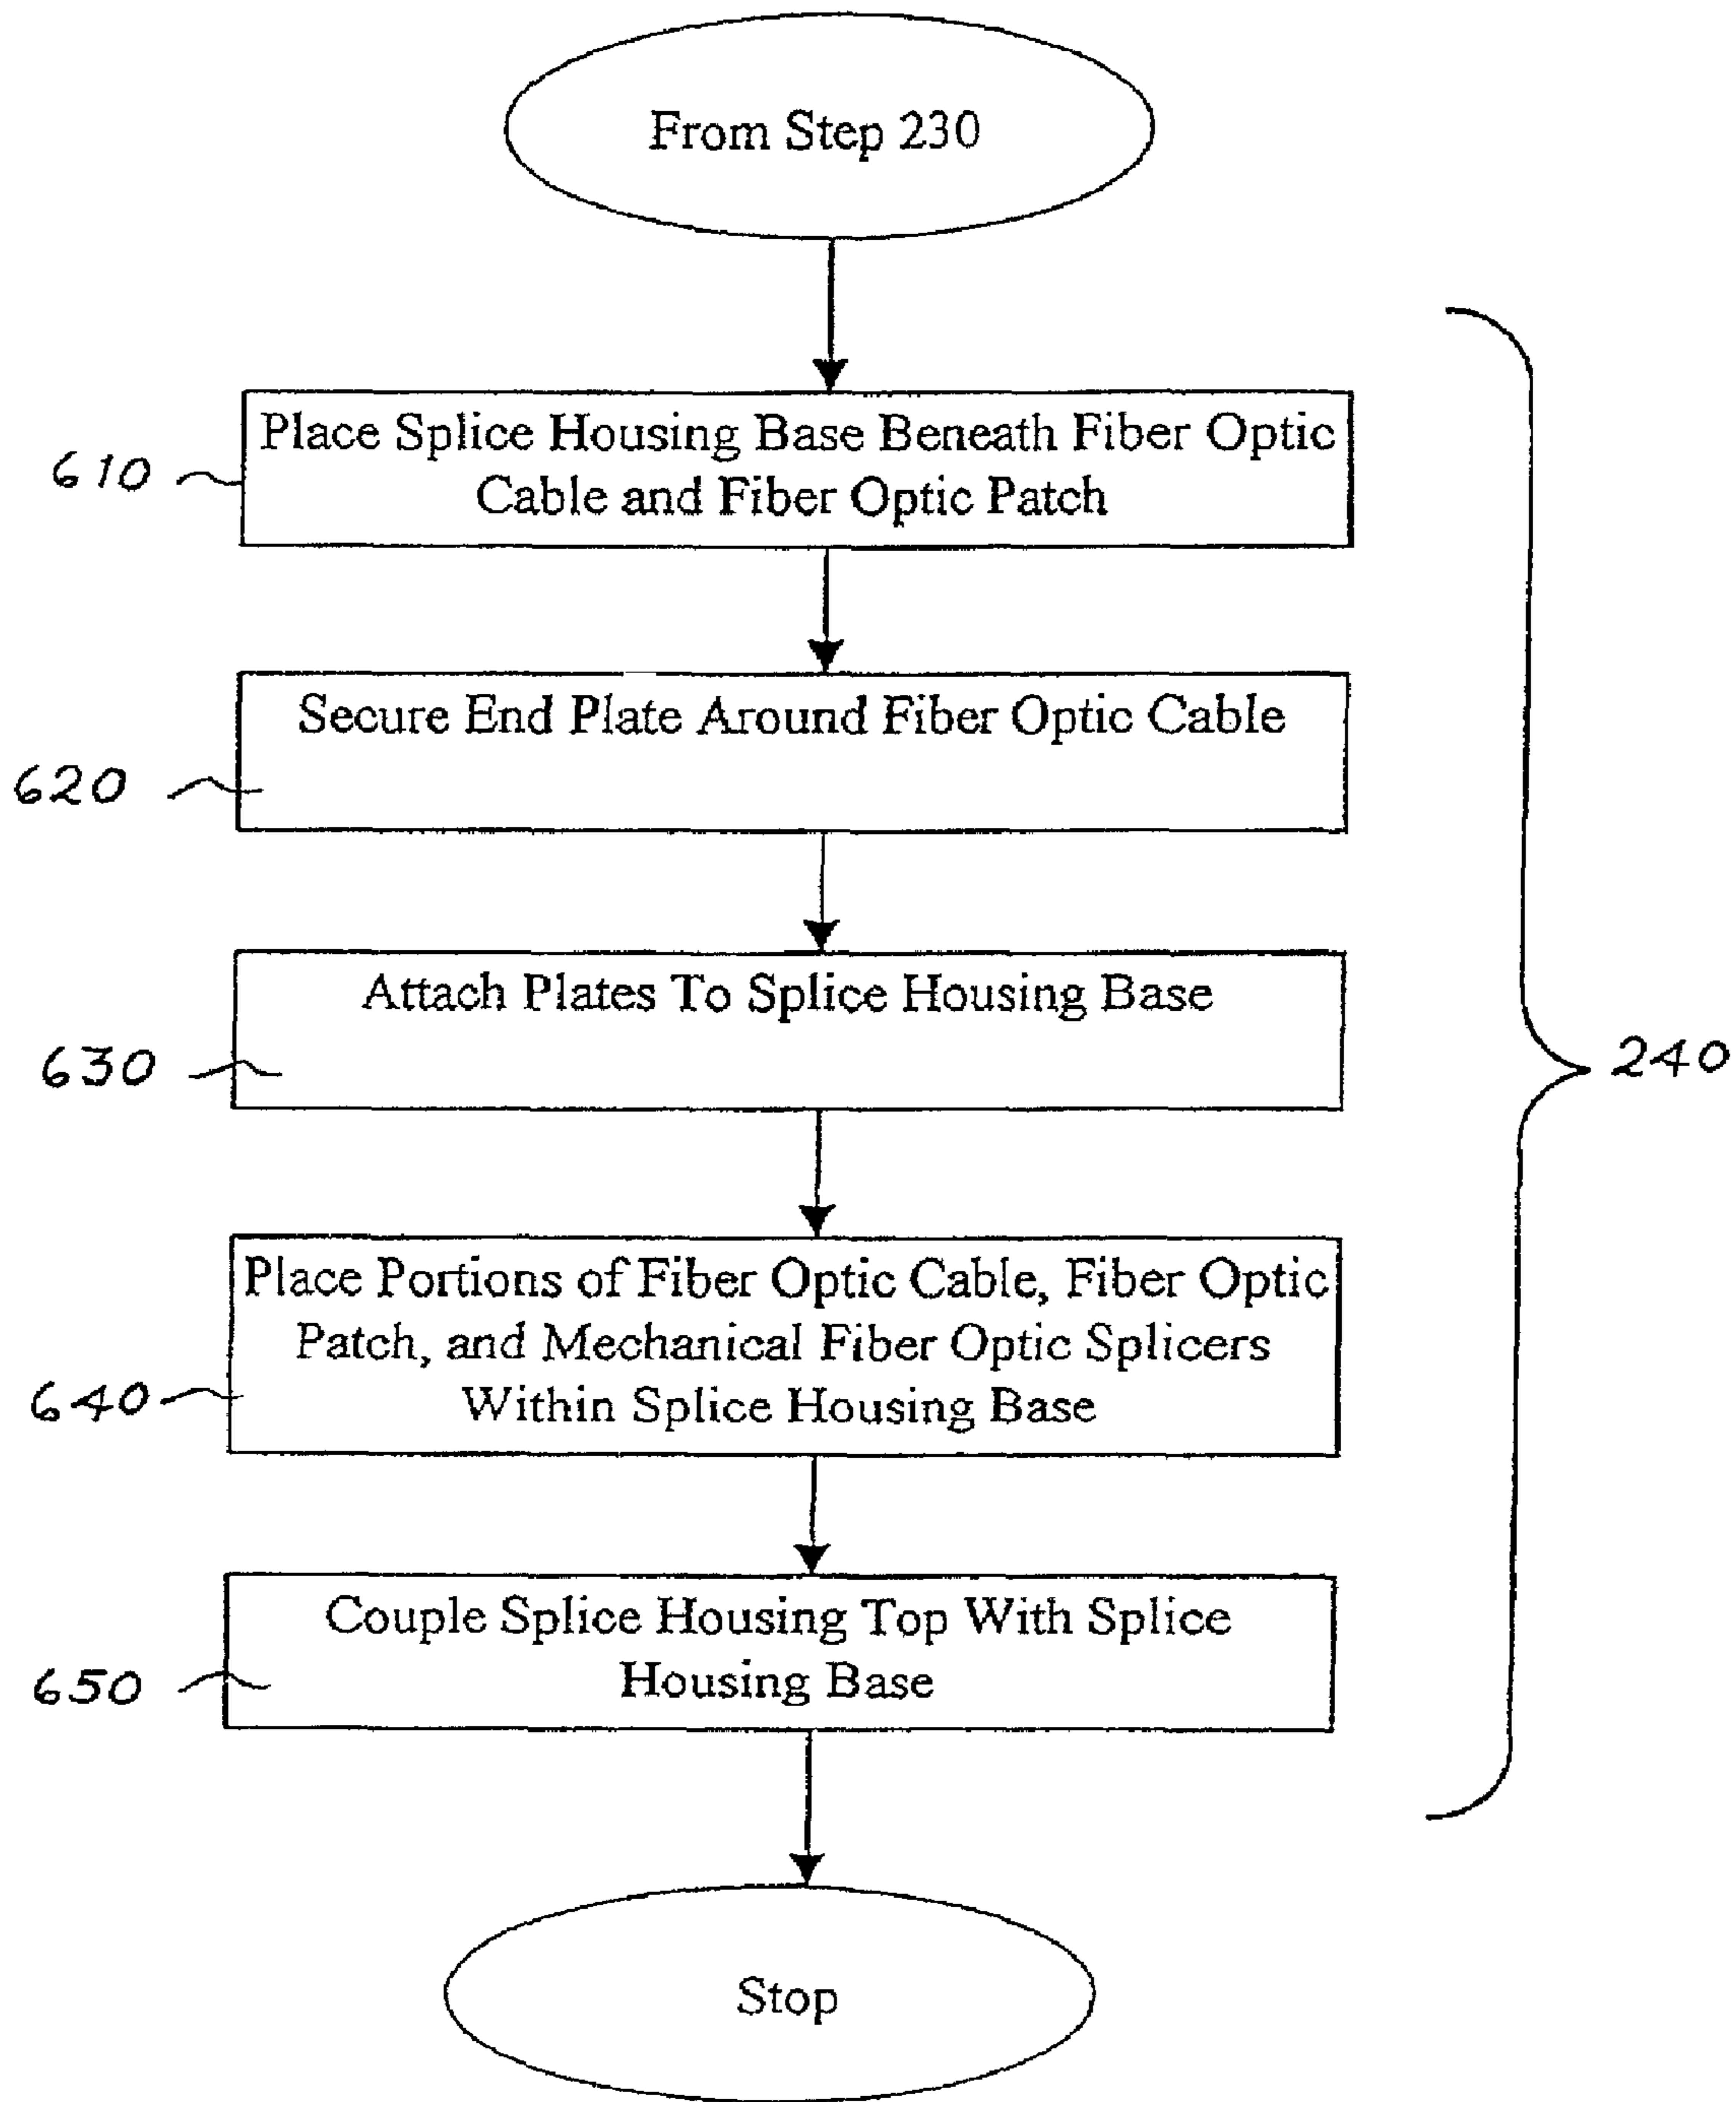 From Step 230
Place Splice Housing Base Beneath Fiber Optic
Cable and Fiber Optic Patch
610
Secure End Plate Around Fiber Optic Cable
620
Attach Plates To Splice Housing Base
630
240
Place Portions of Fiber Optic Cable, Fiber Optic
Patch, and Mechanical Fiber Optic Splicers
Within Splice Housing Base
640
Couple Splice Housing Top With Splice
Housing Base
650
Stop